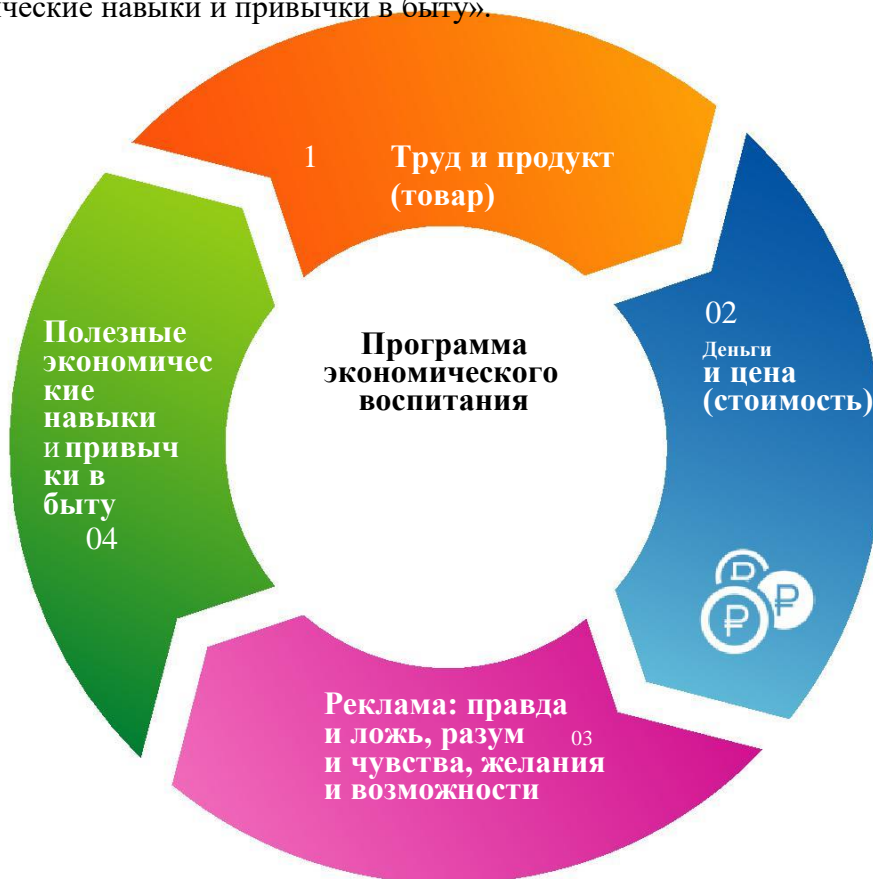 ческие навыки и привычки в быту».
1 Труд и продукт
(товар)
02
Деньги
и цена
(стоимость)
Программа
экономического
воспитания
Реклама: правда
и ложь, разум 03
и чувства, желания
и возможности
Полезные
экономичес
кие
навыки
и привыч
ки в
быту
04